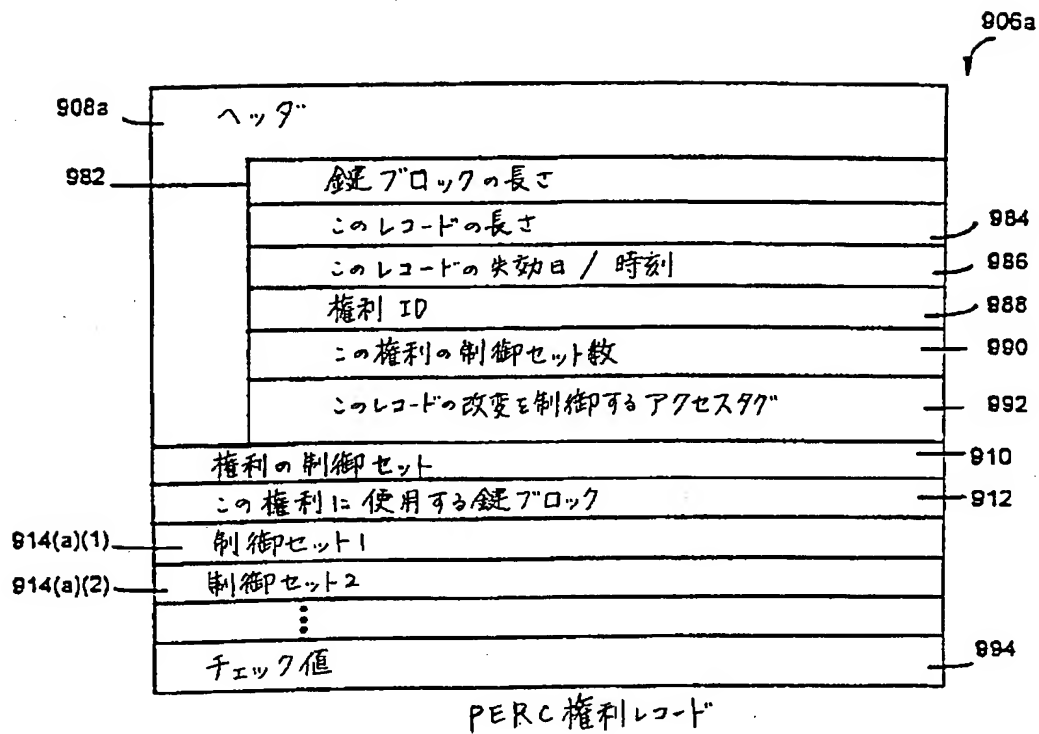 906a
908a ヘッダ
982 鍵ブロックの長さ
このレコードの長さ 984
このレコードの失効日 / 時刻 986
権利 ID 988
この権利の制御セット数 990
このレコードの改変を制御するアクセスタグ 992
権利の制御セット 910
この権利に使用する鍵ブロック 912
914(a)(1) 制御セット1
914(a)(2) 制御セット2
チェック値 994
PERC権利レコード